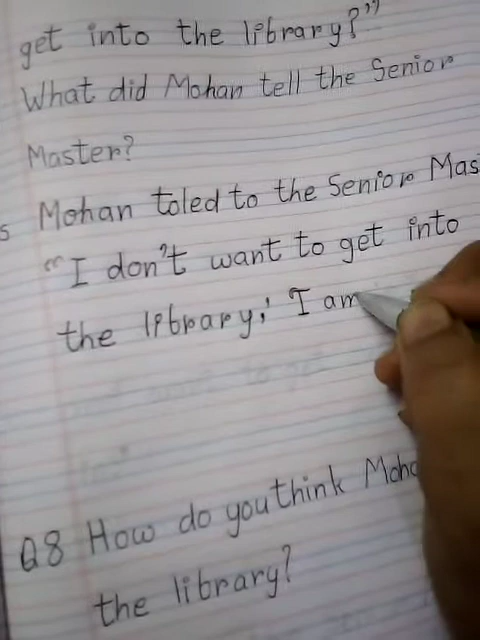 get into the library?"
What did Mohan tell the Senior
Master?
s Mohan toled to the Senior Mas
"I don't want to get into
the library! I am
Q8 How do you think Moha
the library?